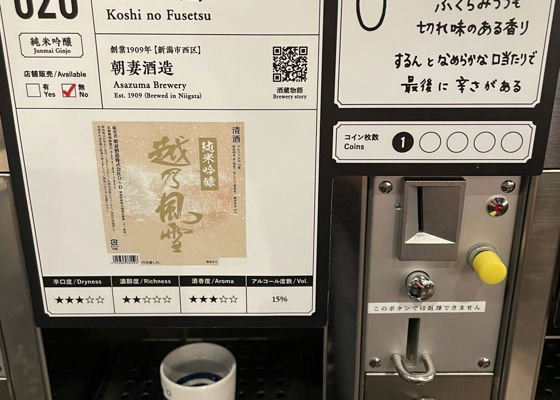 020
Koshi no Fusetsu
純米吟醸
Junmai Ginjo
店舗販売/Available
有 Yes
無 No
創業1909年【新潟市西区】
朝妻酒造
Asazuma Brewery
Est. 1909 (Brewed in Niigata)
酒蔵物語
Brewery story
清酒
純米吟醸
越乃風雪
辛口度/Dryness
濃醇度/Richness
酒香度/Aroma
アルコール度数/Vol.
★★★☆☆
★★☆☆☆
★★★☆☆
15%
ふくらみつつも
切れ味のある香り
するんとなめらかな口当たりで
最後に辛さがある
コイン枚数
Coins
1
このボタンでは返却できません